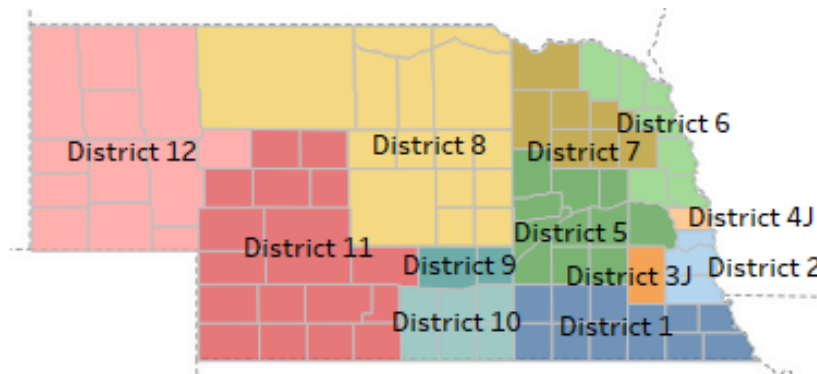 District 6
District 12
District 8
District 7
District 4J
District 5
District 11
District 9
District 3J
District 2
District 10
District 1